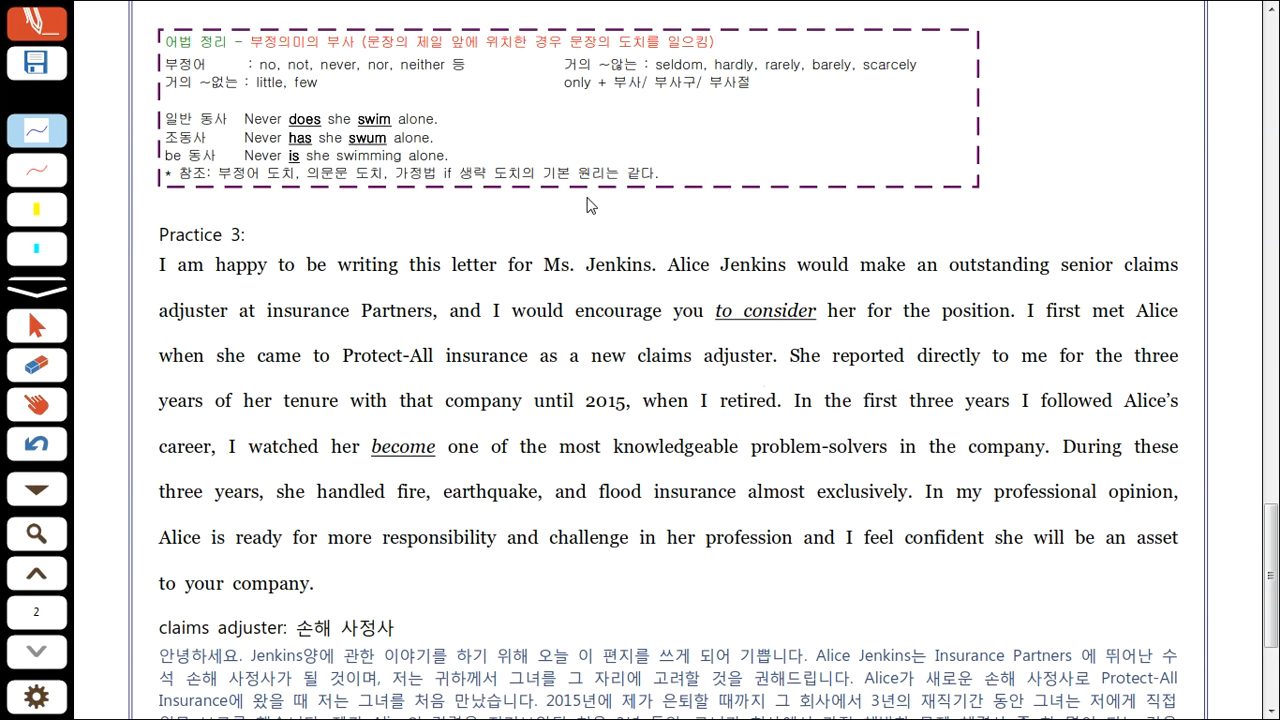 어법 정리 - 부정의미의 부사 (문장의 제일 앞에 위치한 경우 문장의 도치를 일으킴)
부정어 : no, not, never, nor, neither 등 거의 ~않는 : seldom, hardly, rarely, barely, scarcely
거의 ~없는 : little, few only + 부사/ 부사구/ 부사절
일반 동사 Never does she swim alone.
조동사 Never has she swum alone.
be 동사 Never is she swimming alone.
* 참조: 부정어 도치, 의문문 도치, 가정법 if 생략 도치의 기본 원리는 같다.
Practice 3:
I am happy to be writing this letter for Ms. Jenkins. Alice Jenkins would make an outstanding senior claims
adjuster at insurance Partners, and I would encourage you to consider her for the position. I first met Alice
when she came to Protect-All insurance as a new claims adjuster. She reported directly to me for the three
years of her tenure with that company until 2015, when I retired. In the first three years I followed Alice's
career, I watched her become one of the most knowledgeable problem-solvers in the company. During these
three years, she handled fire, earthquake, and flood insurance almost exclusively. In my professional opinion,
Alice is ready for more responsibility and challenge in her profession and I feel confident she will be an asset
to your company.
claims adjuster: 손해 사정사
안녕하세요. Jenkins양에 관한 이야기를 하기 위해 오늘 이 편지를 쓰게 되어 기쁩니다. Alice Jenkins는 Insurance Partners 에 뛰어난 수
석 손해 사정사가 될 것이며, 저는 귀하께서 그녀를 그 자리에 고려할 것을 권해드립니다. Alice가 새로운 손해 사정사로 Protect-All
Insurance에 왔을 때 저는 그녀를 처음 만났습니다. 2015년에 제가 은퇴할 때까지 그 회사에서 3년의 재직기간 동안 그녀는 저에게 직접
2